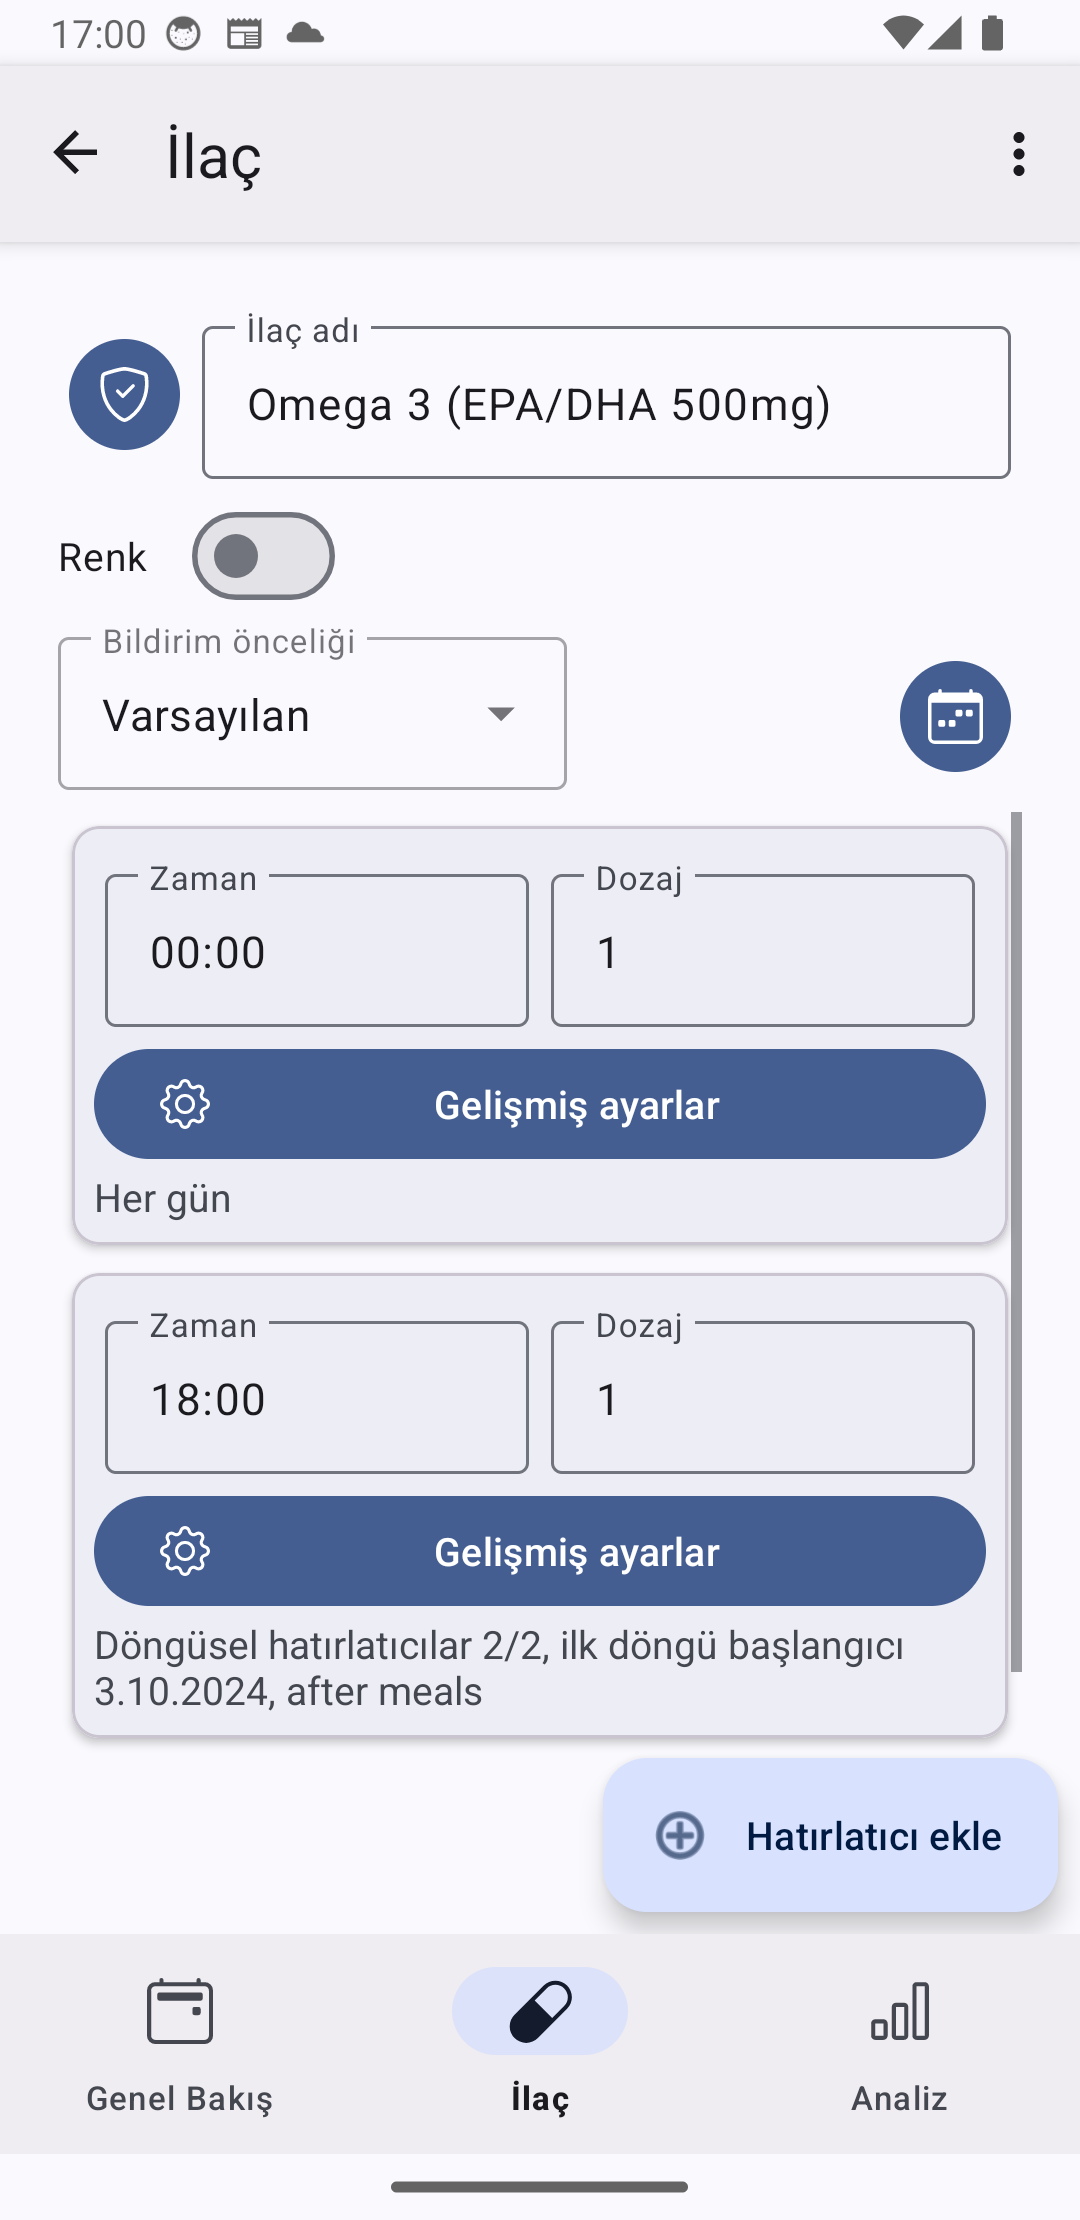 17:00
İlaç
İlaç adı
Omega 3 (EPA/DHA 500mg)
Renk
Bildirim önceliği
Varsayılan
Zaman
00:00
Dozaj
1
Gelişmiş ayarlar
Her gün
Zaman
18:00
Dozaj
1
Gelişmiş ayarlar
Döngüsel hatırlatıcılar 2/2, ilk döngü başlangıcı
3.10.2024, after meals
Hatırlatıcı ekle
Genel Bakış
İlaç
Analiz